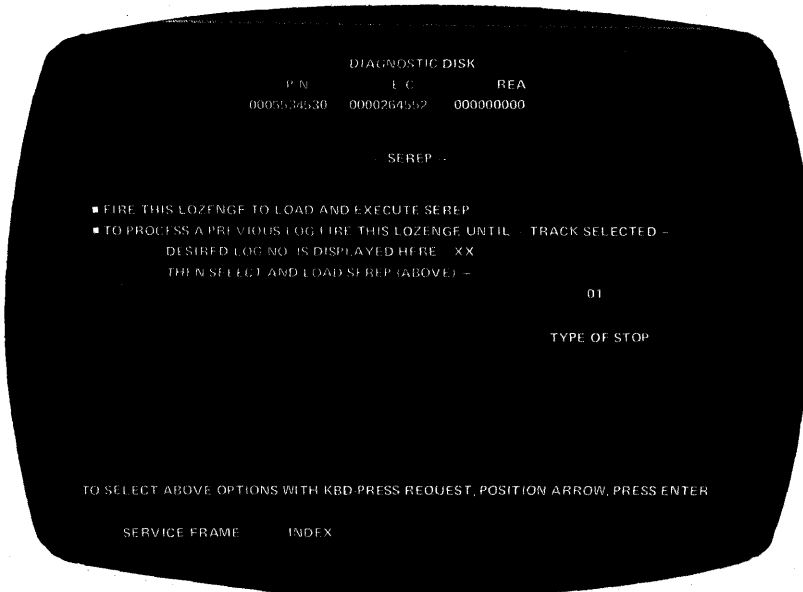 DIAGNOSTIC DISK
P N E C REA
0005534530 0000264552 000000000
- SEREP --
■ FIRE THIS LOZENGE TO LOAD AND EXECUTE SEREP
■ TO PROCESS A PREVIOUS LOG FIRE THIS LOZENGE UNTIL - TRACK SELECTED -
DESIRED LOG NO. IS DISPLAYED HERE XX
THEN SELECT AND LOAD SEREP (ABOVE) -
01
TYPE OF STOP
TO SELECT ABOVE OPTIONS WITH KBD-PRESS REQUEST, POSITION ARROW, PRESS ENTER
SERVICE FRAME INDEX